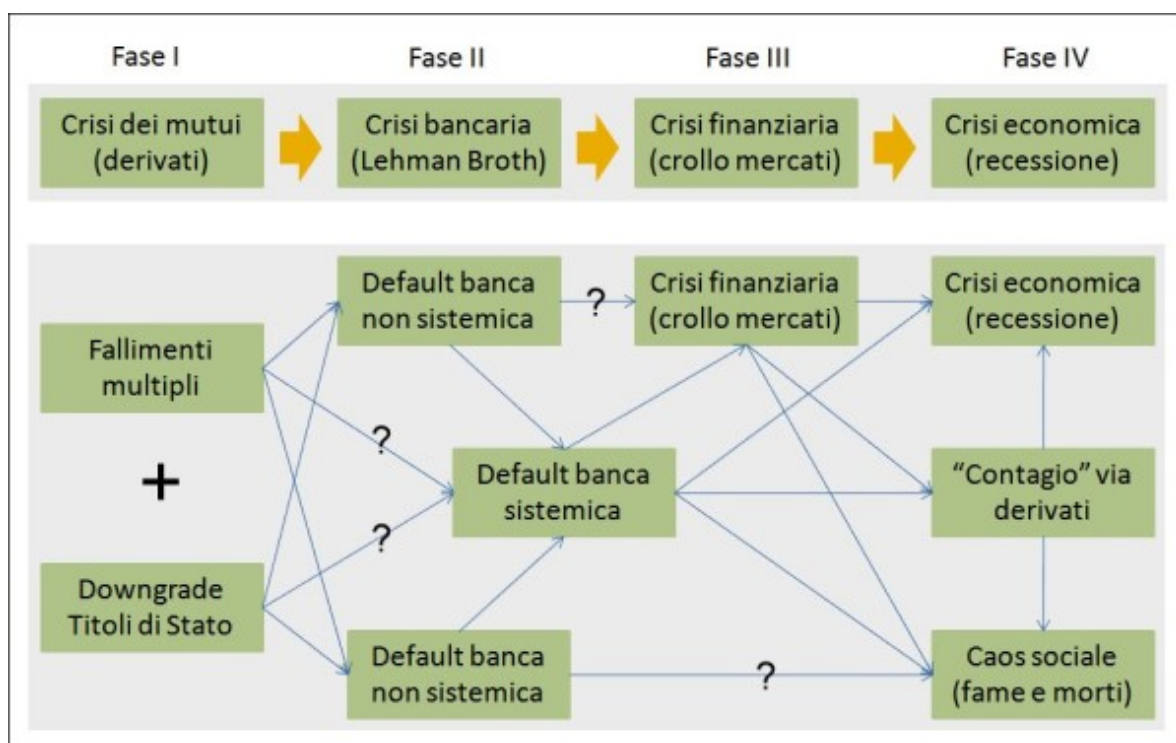 Fase I
Fase II
Fase III
Fase IV
Crisi dei mutui
(derivati)
Crisi bancaria
(Lehman Broth)
Crisi finanziaria
(crollo mercati)
Crisi economica
(recessione)
Default banca
non sistemica
?
Crisi finanziaria
(crollo mercati)
Crisi economica
(recessione)
Fallimenti
multipli
?
+
Default banca
sistemica
"Contagio" via
derivati
?
Downgrade
Titoli di Stato
Default banca
non sistemica
?
Caos sociale
(fame e morti)